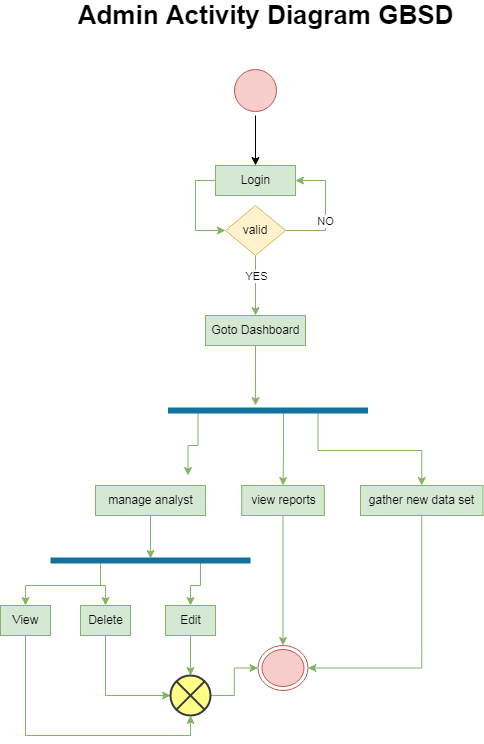 Admin Activity Diagram GBSD
Login
valid
NO
YES
Goto Dashboard
manage analyst
view reports
gather new data set
View
Delete
Edit